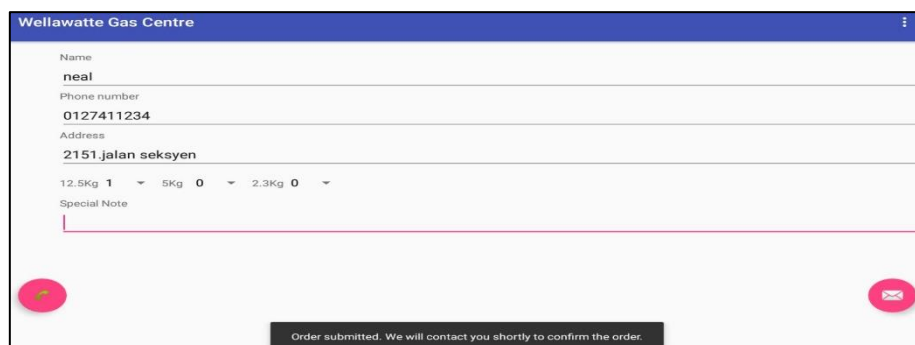 Wellawatte Gas Centre
Name
neal
Phone number
0127411234
Address
2151.jalan seksyen
12.5Kg 1 5Kg 0 2.3Kg 0
Special Note
Order submitted. We will contact you shortly to confirm the order.